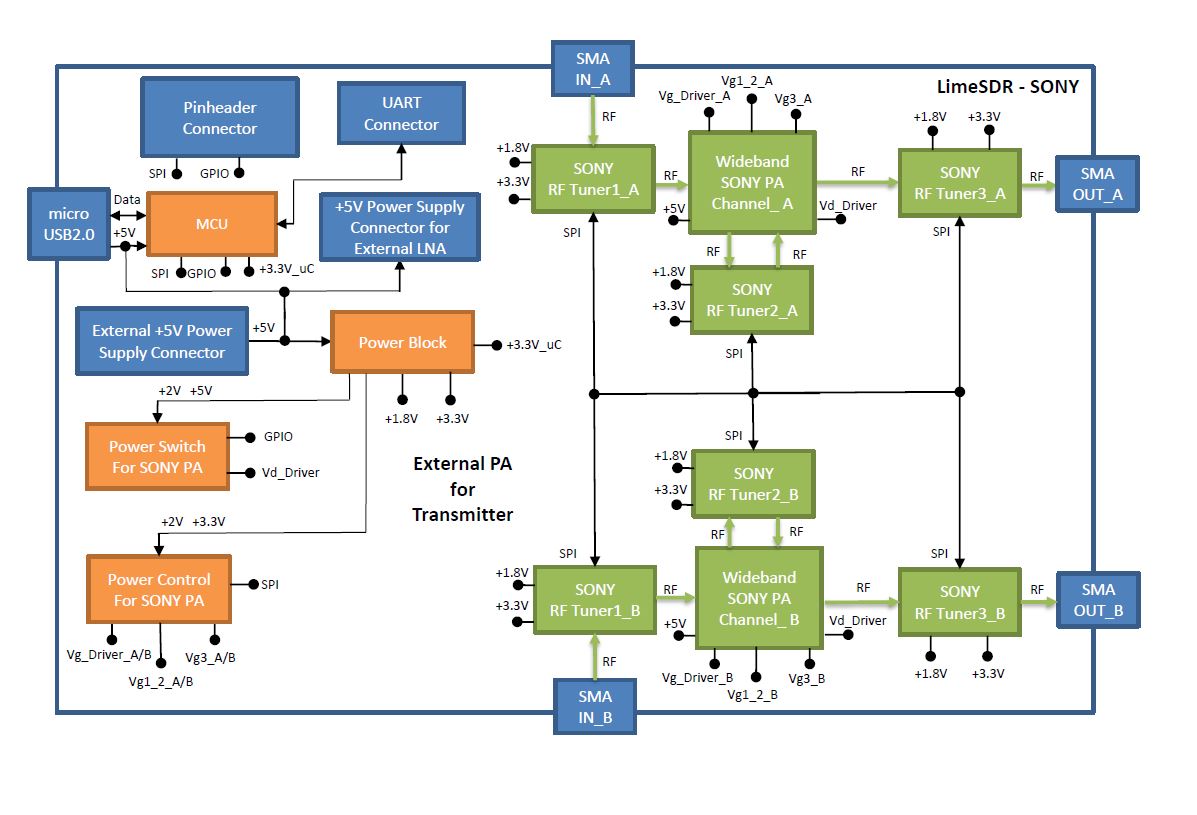 SMA
IN_A
LimeSDR - SONY
Pinheader
Connector
SPI
GPIO
UART
Connector
RF
Vg_Driver_A
Vg1_2_A
Vg3_A
+1.8V
+3.3V
SONY
RF Tuner1_A
RF
Wideband
SONY PA
Channel_ A
RF
+1.8V
+3.3V
SONY
RF Tuner3_A
RF
SMA
OUT_A
micro
USB2.0
Data
+5V
MCU
SPI
GPIO
+3.3V_uC
+5V Power Supply
Connector for
External LNA
SPI
+5V
Vd_Driver
SPI
RF
RF
+1.8V
+3.3V
SONY
RF Tuner2_A
SPI
External +5V Power
Supply Connector
+5V
Power Block
+3.3V_uC
+1.8V
+3.3V
+2V +5V
Power Switch
For SONY PA
GPIO
Vd_Driver
External PA
for
Transmitter
SPI
+1.8V
+3.3V
SONY
RF Tuner2_B
RF
RF
+2V +3.3V
Power Control
For SONY PA
SPI
Vg_Driver_A/B
Vg1_2_A/B
Vg3_A/B
SPI
+1.8V
+3.3V
SONY
RF Tuner1_B
RF
Wideband
SONY PA
Channel_ B
+5V
RF
Vd_Driver
SPI
SONY
RF Tuner3_B
RF
SMA
OUT_B
+1.8V
+3.3V
RF
Vg_Driver_B
Vg1_2_B
Vg3_B
SMA
IN_B